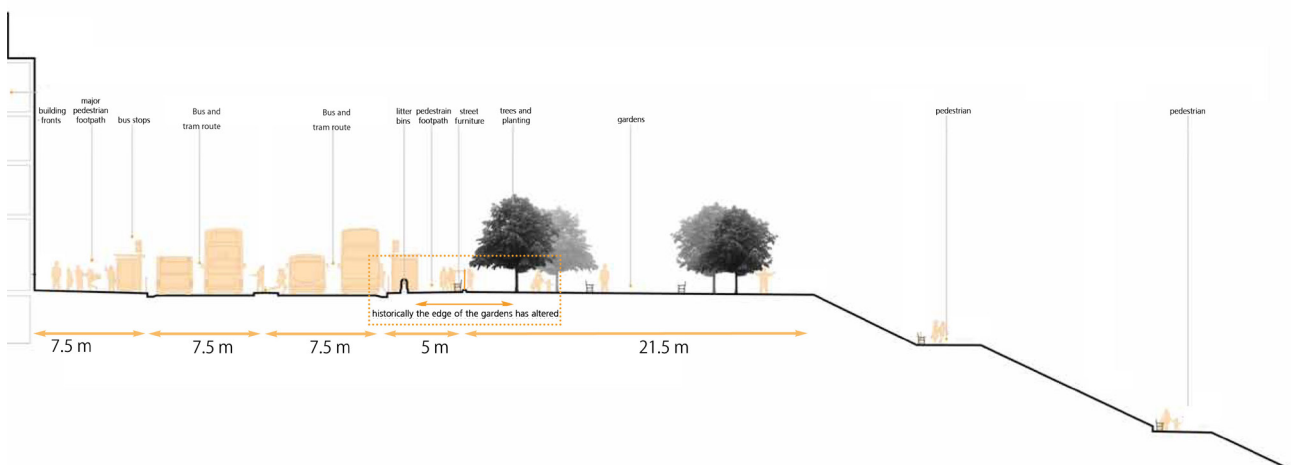 building
fronts
major
pedestrian
footpath
bus stops
Bus and
tram route
Bus and
tram route
litter
bins
pedestrain
footpath
street
furniture
trees and
planting
gardens
pedestrian
pedestrian
historically the edge of the gardens has altered
7.5 m
7.5 m
7.5 m
5 m
21.5 m